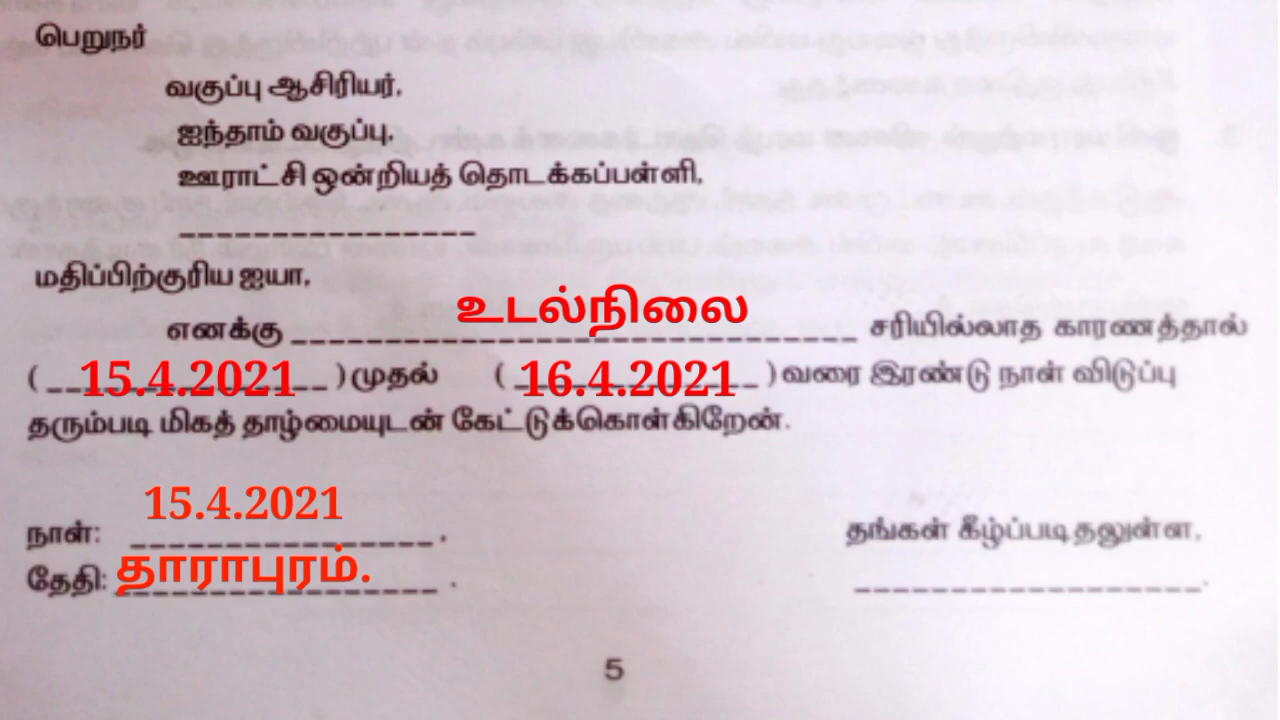 பெறுநர்
வகுப்பு ஆசிரியர்,
ஐந்தாம் வகுப்பு,
ஊராட்சி ஒன்றியத் தொடக்கப்பள்ளி,
________________
மதிப்பிற்குரிய ஐயா,
எனக்கு உடல்நிலை சரியில்லாத காரணத்தால்
( 15.4.2021 ) முதல் ( 16.4.2021 ) வரை இரண்டு நாள் விடுப்பு
தரும்படி மிகத் தாழ்மையுடன் கேட்டுக்கொள்கிறேன்.
நாள்: 15.4.2021 . தங்கள் கீழ்ப்படிதலுள்ள,
தேதி: தாராபுரம். . ___________________.
5